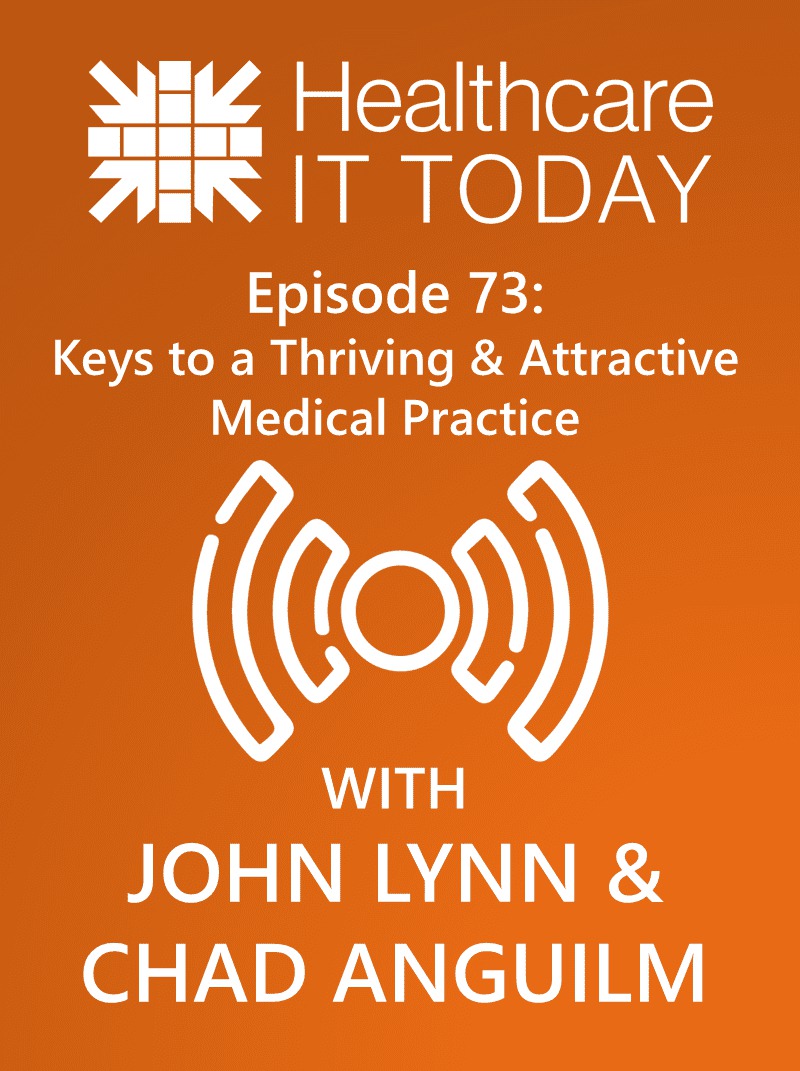 Healthcare
IT TODAY
Episode 73:
Keys to a Thriving & Attractive
Medical Practice
WITH
JOHN LYNN &
CHAD ANGUILM